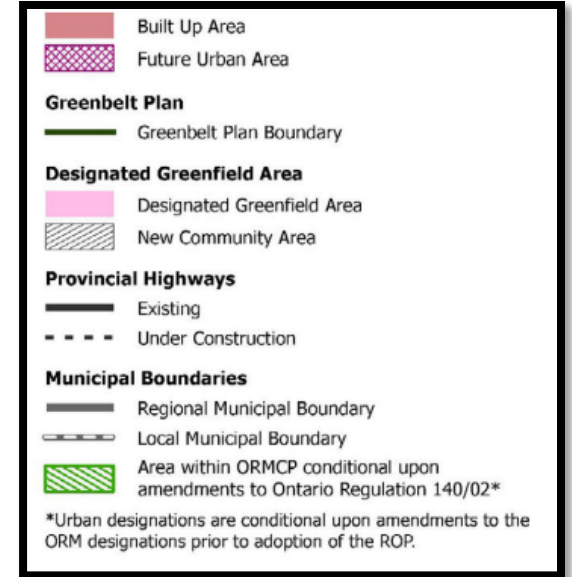 Built Up Area
Future Urban Area
Greenbelt Plan
Greenbelt Plan Boundary
Designated Greenfield Area
Designated Greenfield Area
New Community Area
Provincial Highways
Existing
Under Construction
Municipal Boundaries
Regional Municipal Boundary
Local Municipal Boundary
Area within ORMCP conditional upon
amendments to Ontario Regulation 140/02*
*Urban designations are conditional upon amendments to the
ORM designations prior to adoption of the ROP.